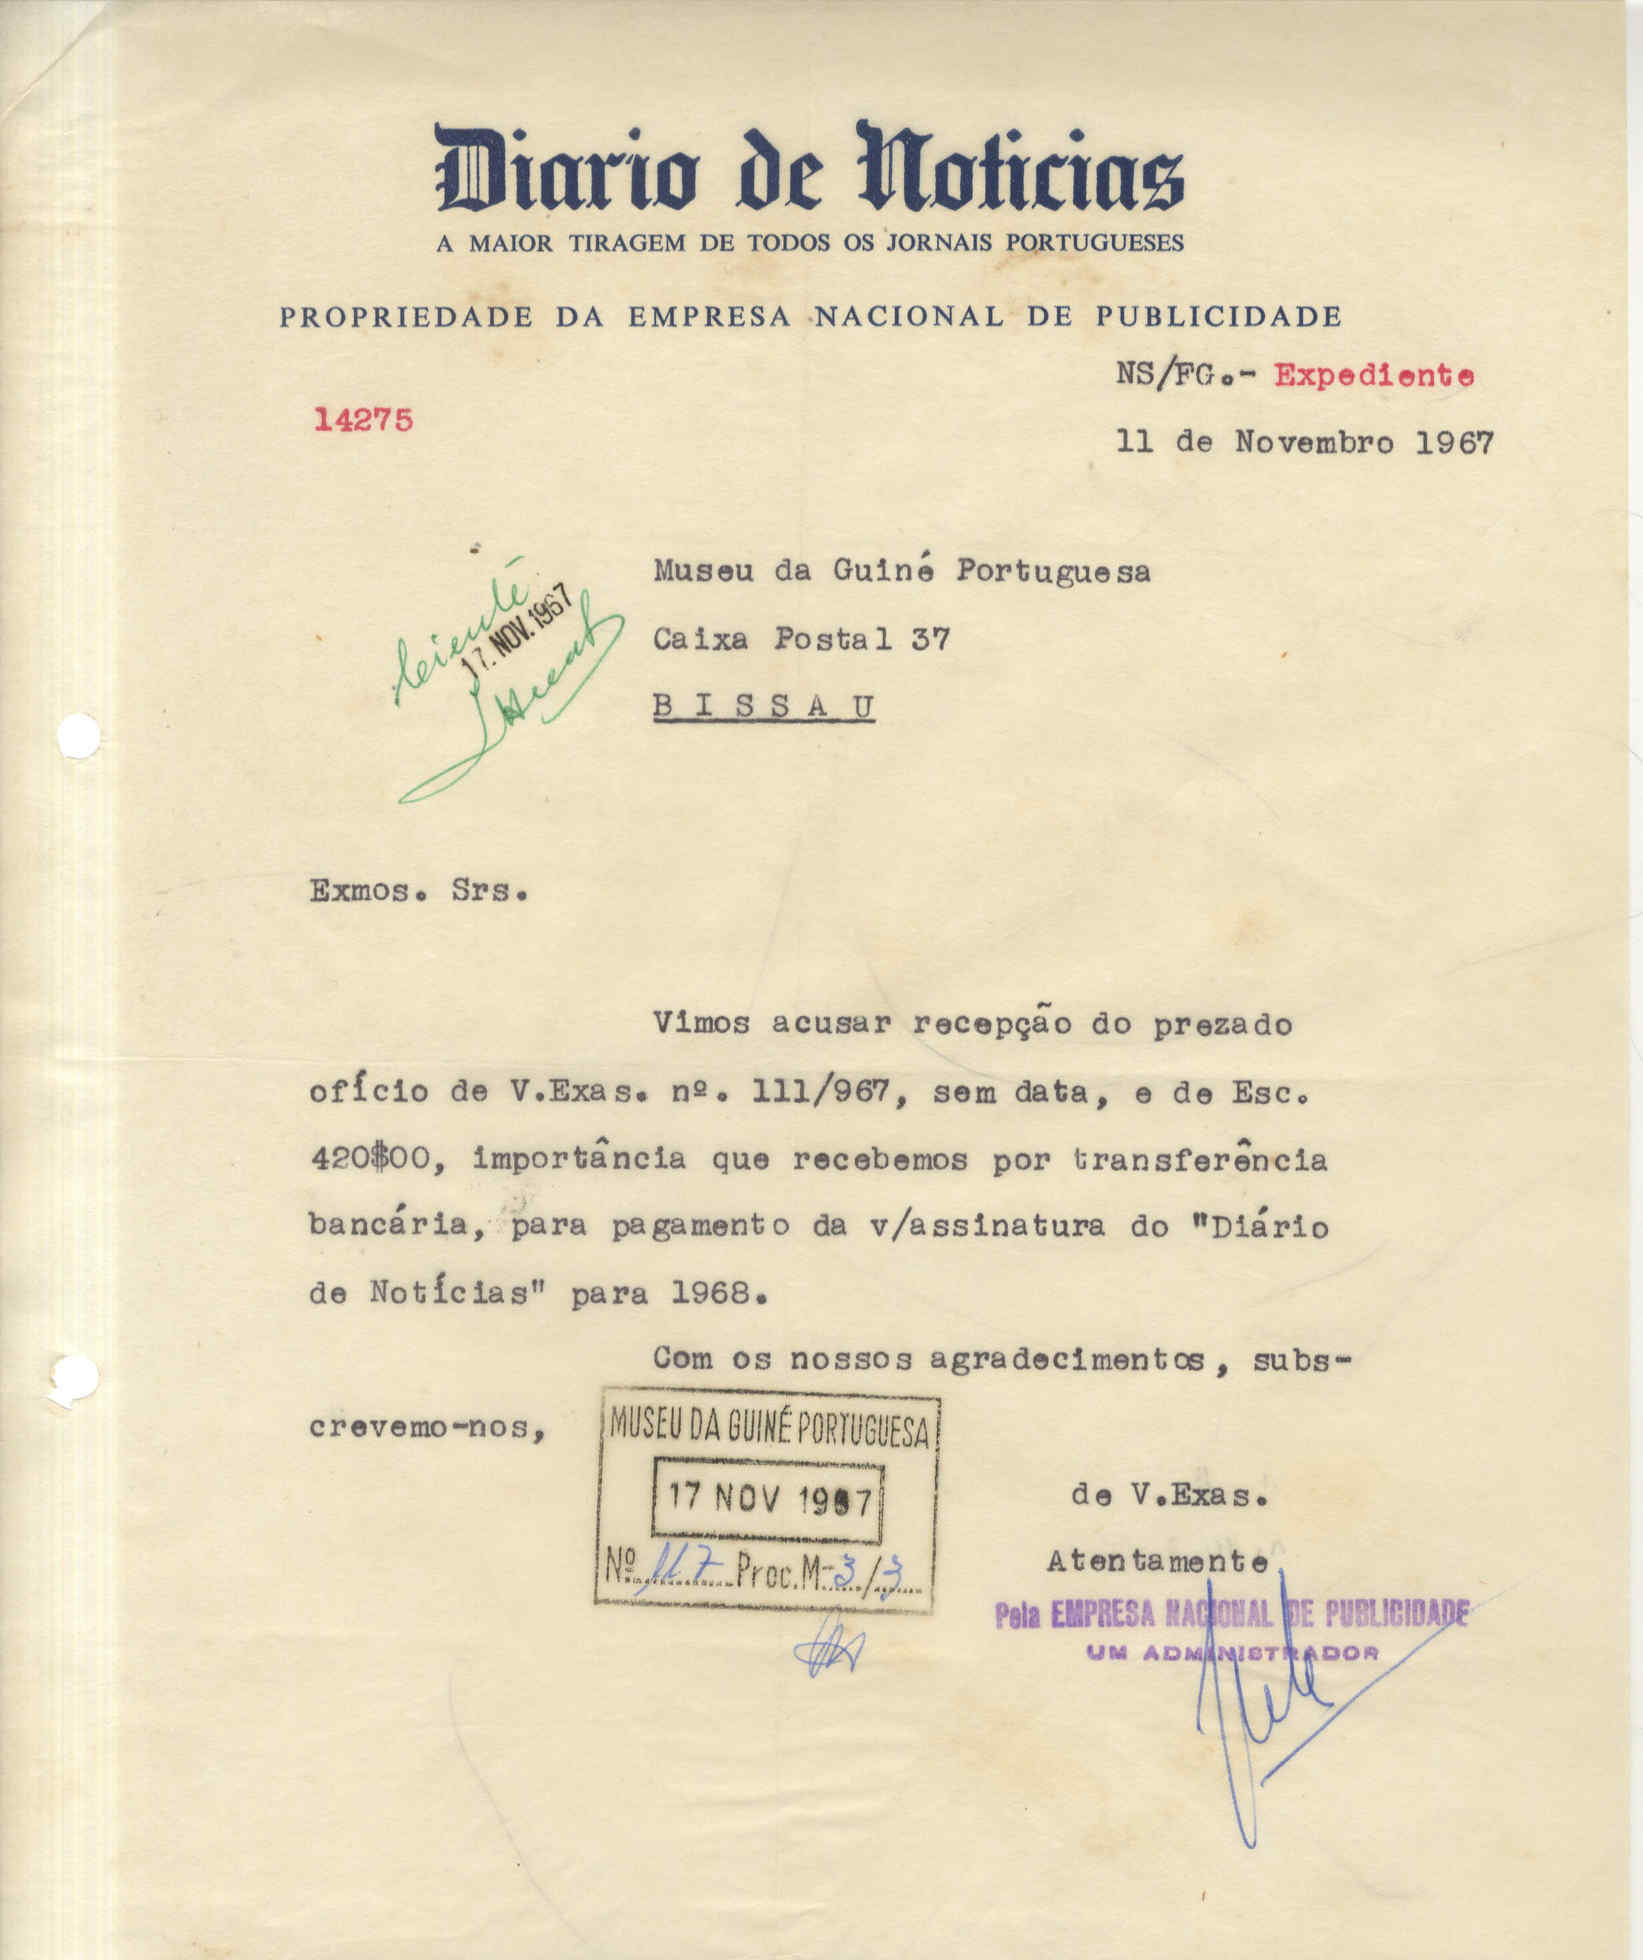 Diario de Noticias
A MAIOR TIRAGEM DE TODOS OS JORNAIS PORTUGUESES
PROPRIEDADE DA EMPRESA NACIONAL DE PUBLICIDADE
NS/FG.- Expediente
14275
11 de Novembro 1967
Museu da Guiné Portuguesa
Caixa Postal 37
B I S S A U
Ciente
17. NOV. 1967
Exmos. Srs.
Vimos acusar recepção do prezado
ofício de V.Exas. nº. 111/967, sem data, e de Esc.
420$00, importância que recebemos por transferência
bancária, para pagamento da v/assinatura do "Diário
de Notícias" para 1968.
Com os nossos agradecimentos, subs-
crevemo-nos,
MUSEU DA GUINÉ PORTUGUESA
17 NOV 1967
Nº 117 Proc. M-3/3
de V.Exas.
Atentamente
Pela EMPRESA NACIONAL DE PUBLICIDADE
UM ADMINISTRADOR